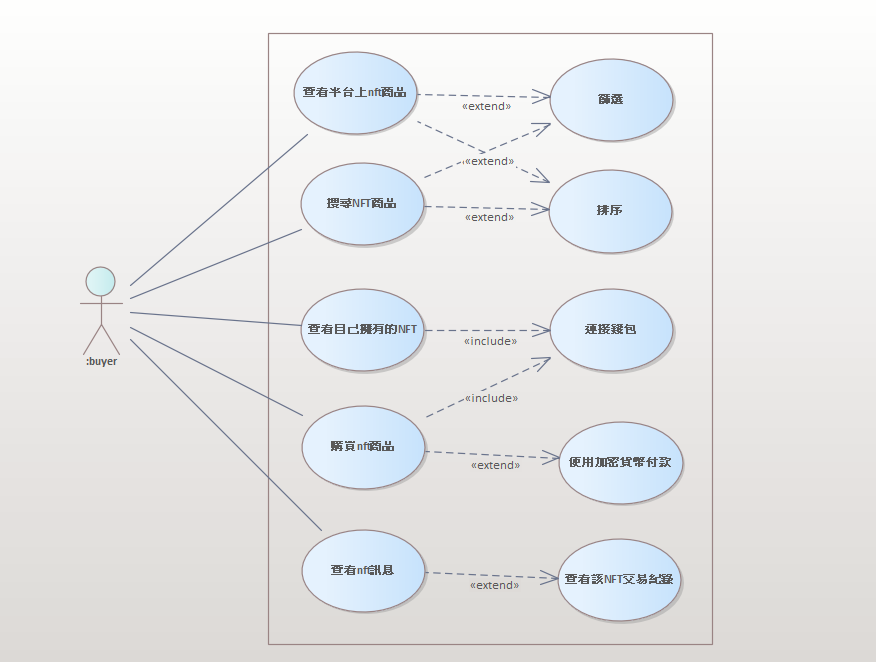 查看平台上nft商品
篩選
«extend»
«extend»
搜尋NFT商品
排序
«extend»
查看自己擁有的NFT
連接錢包
«include»
:buyer
«include»
購買nft商品
使用加密貨幣付款
«extend»
查看nft訊息
查看該NFT交易紀錄
«extend»